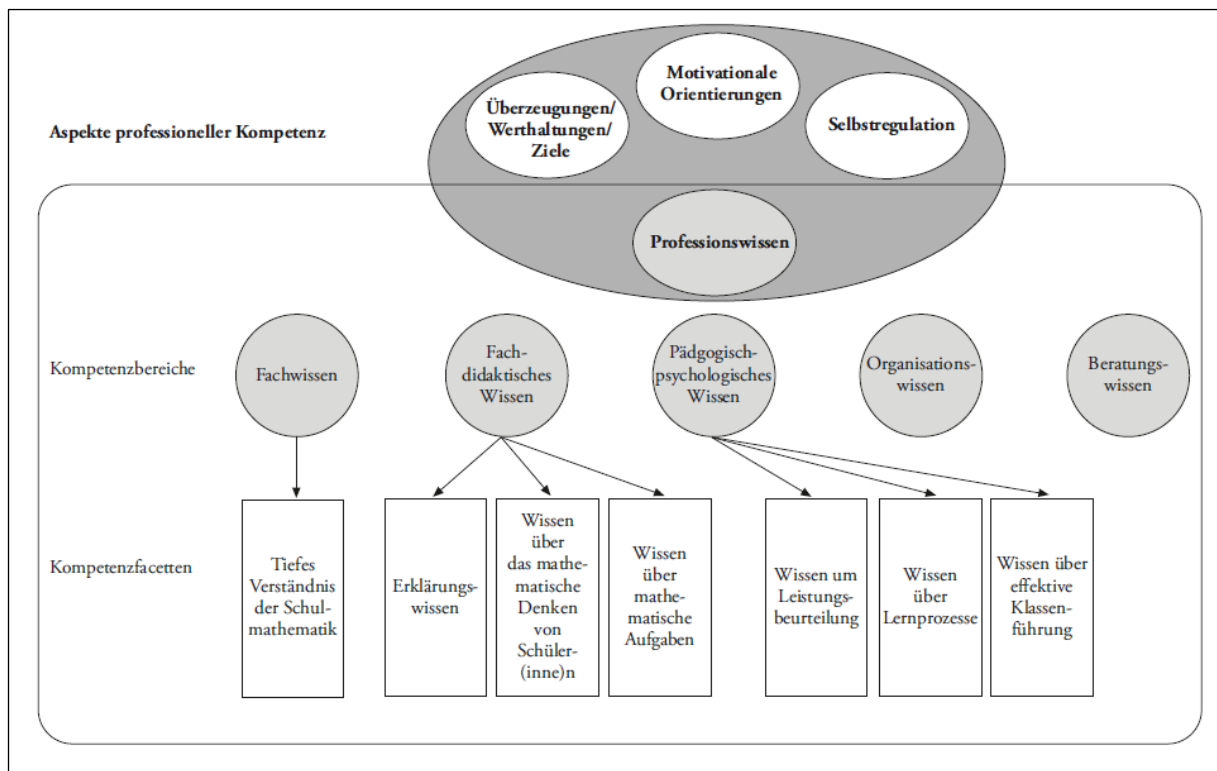 Motivationale
Orientierungen
Überzeugungen/
Werthaltungen/
Ziele
Selbstregulation
Aspekte professioneller Kompetenz
Professionswissen
Kompetenzbereiche
Fachwissen
Fach-
didaktisches
Wissen
Pädgogisch-
psychologisches
Wissen
Organisations-
wissen
Beratungs-
wissen
Kompetenzfacetten
Tiefes
Verständnis
der Schul-
mathematik
Erklärungs-
wissen
Wissen
über
das mathe-
matische
Denken
von
Schüler-
(inne)n
Wissen
über
mathe-
matische
Aufgaben
Wissen um
Leistungs-
beurteilung
Wissen
über
Lernprozesse
Wissen über
effektive
Klassen-
führung